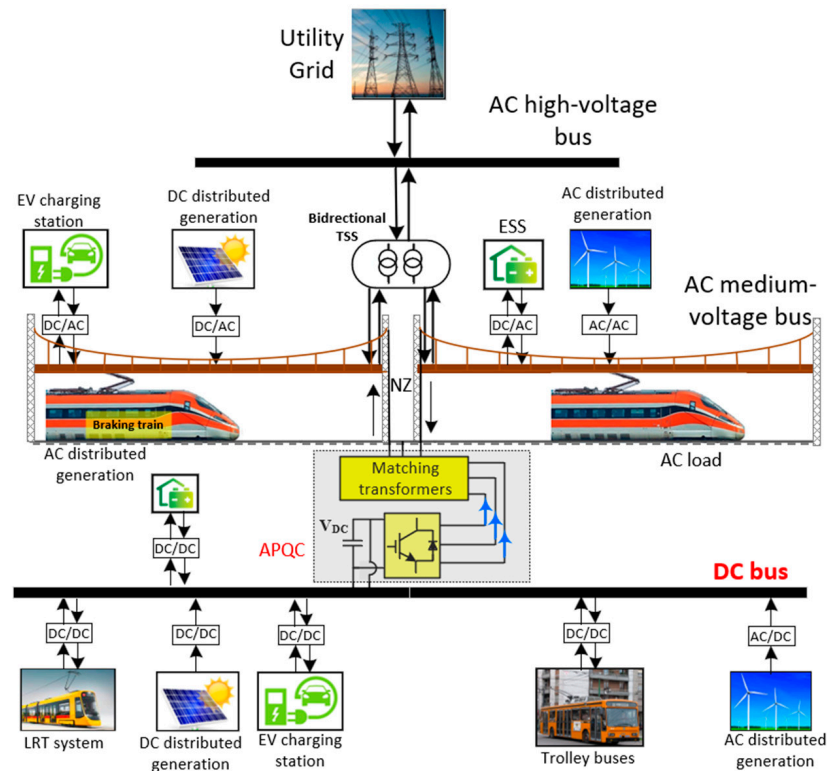 Utility
Grid
AC high-voltage
bus
EV charging
station
DC distributed
generation
Bidrectional
TSS
ESS
AC distributed
generation
AC medium-
voltage bus
DC/AC
DC/AC
DC/AC
AC/AC
NZ
Braking train
AC distributed
generation
AC load
Matching
transformers
VDC
APQC
DC/DC
DC bus
DC/DC
DC/DC
DC/DC
DC/DC
AC/DC
LRT system
DC distributed
generation
EV charging
station
Trolley buses
AC distributed
generation